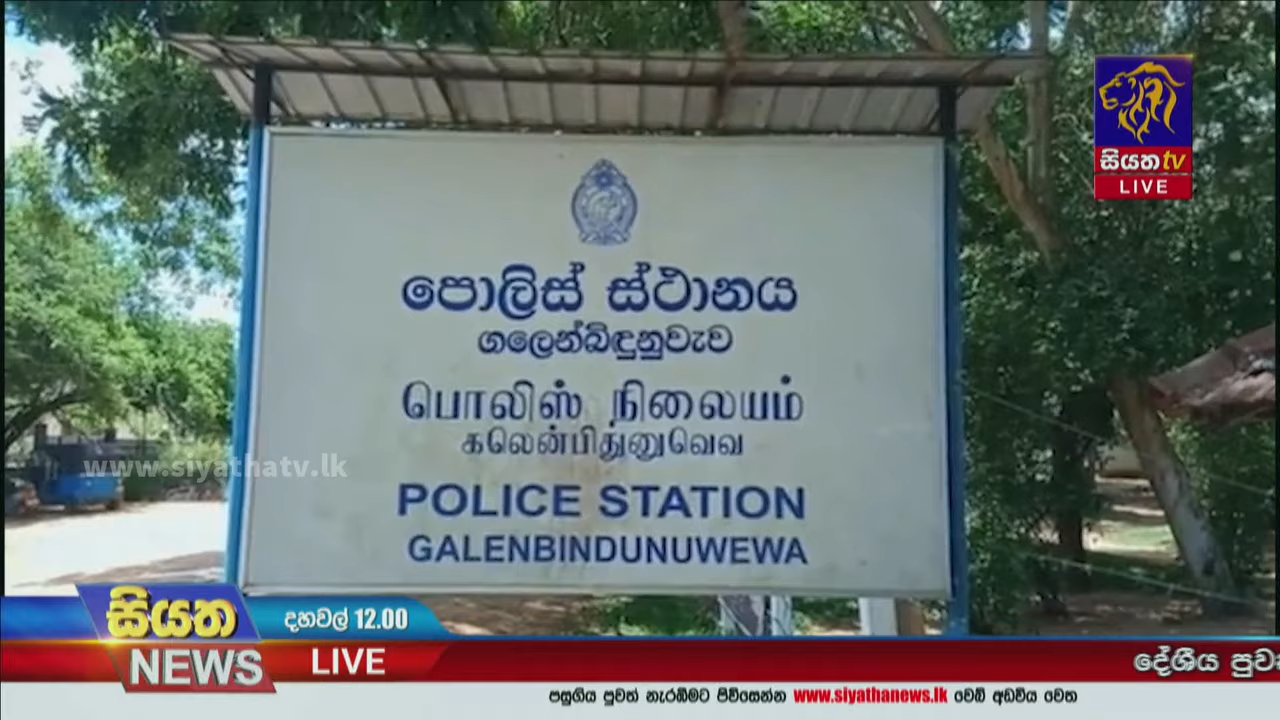 සියත tv
LIVE
පොලිස් ස්ථානය
ගලෙන්බිඳුනුවැව
பொலிஸ் நிலையம்
கலென்பிதுனுவெவ
www.siyathatv.lk
POLICE STATION
GALENBINDUNUWEWA
සියත
දහවල් 12.00
NEWS
LIVE
දේශීය
පසුගිය පුවත් නැරඹීමට පිවිසෙන්න www.siyathanews.lk වෙබ් අඩවිය වෙත